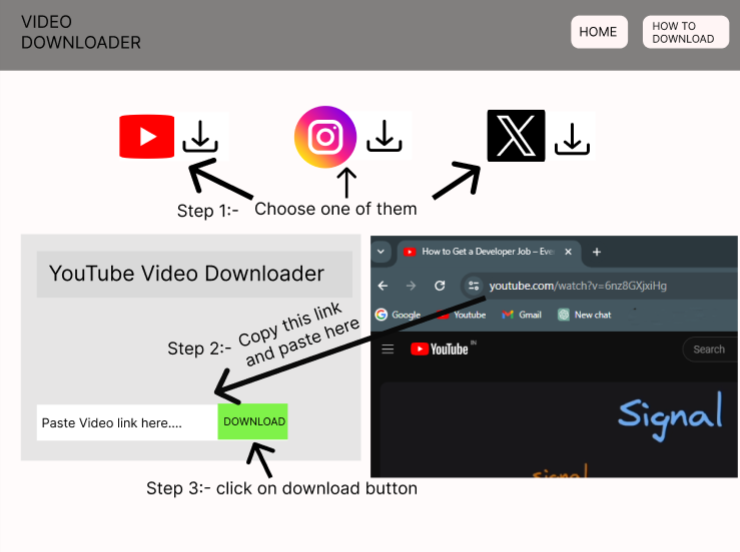 VIDEO
DOWNLOADER
HOME
HOW TO
DOWNLOAD
Step 1:- Choose one of them
YouTube Video Downloader
Step 2:- Copy this link
and paste here
Paste Video link here....
DOWNLOAD
Step 3:- click on download button
How to Get a Developer Job – Eve
youtube.com/watch?v=6nz8GXjxiHg
Google
Youtube
Gmail
New chat
YouTube IN
Search
Signal
signal